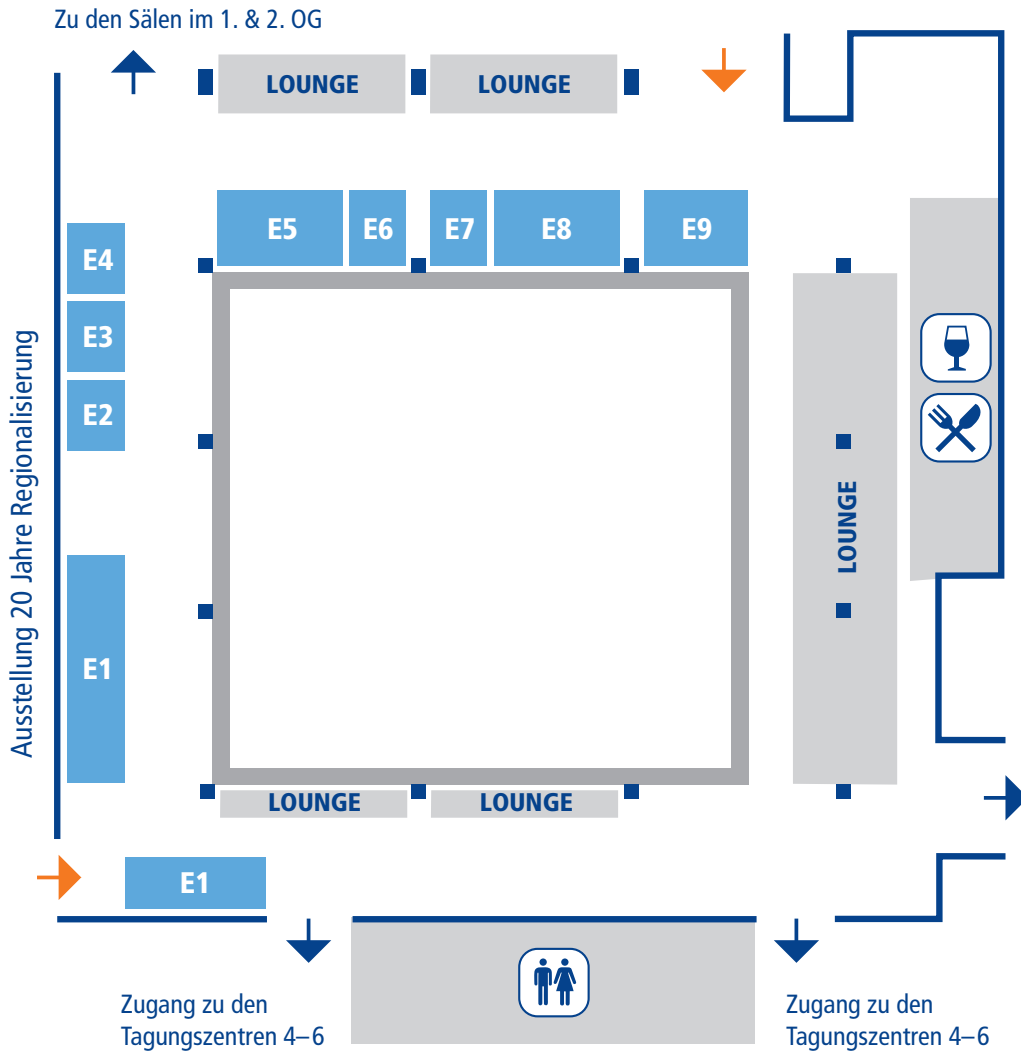 Zu den Sälen im 1. & 2. OG
LOUNGE
LOUNGE
E5
E6
E7
E8
E9
E4
E3
E2
Ausstellung 20 Jahre Regionalisierung
E1
LOUNGE
LOUNGE
LOUNGE
E1
Zugang zu den
Tagungszentren 4–6
Zugang zu den
Tagungszentren 4–6